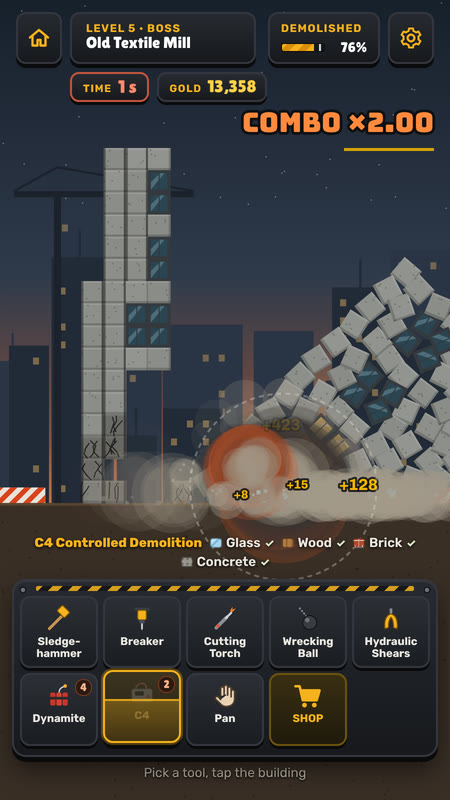 LEVEL 5 • BOSS
Old Textile Mill
DEMOLISHED
76%
TIME 1 s
GOLD 13,358
COMBO ×2.00
+423
+8
+15
+128
C4 Controlled Demolition Glass ✓ Wood ✓ Brick ✓
Concrete ✓
Sledge-
hammer
Breaker
Cutting
Torch
Wrecking
Ball
Hydraulic
Shears
4
Dynamite
2
C4
Pan
SHOP
Pick a tool, tap the building